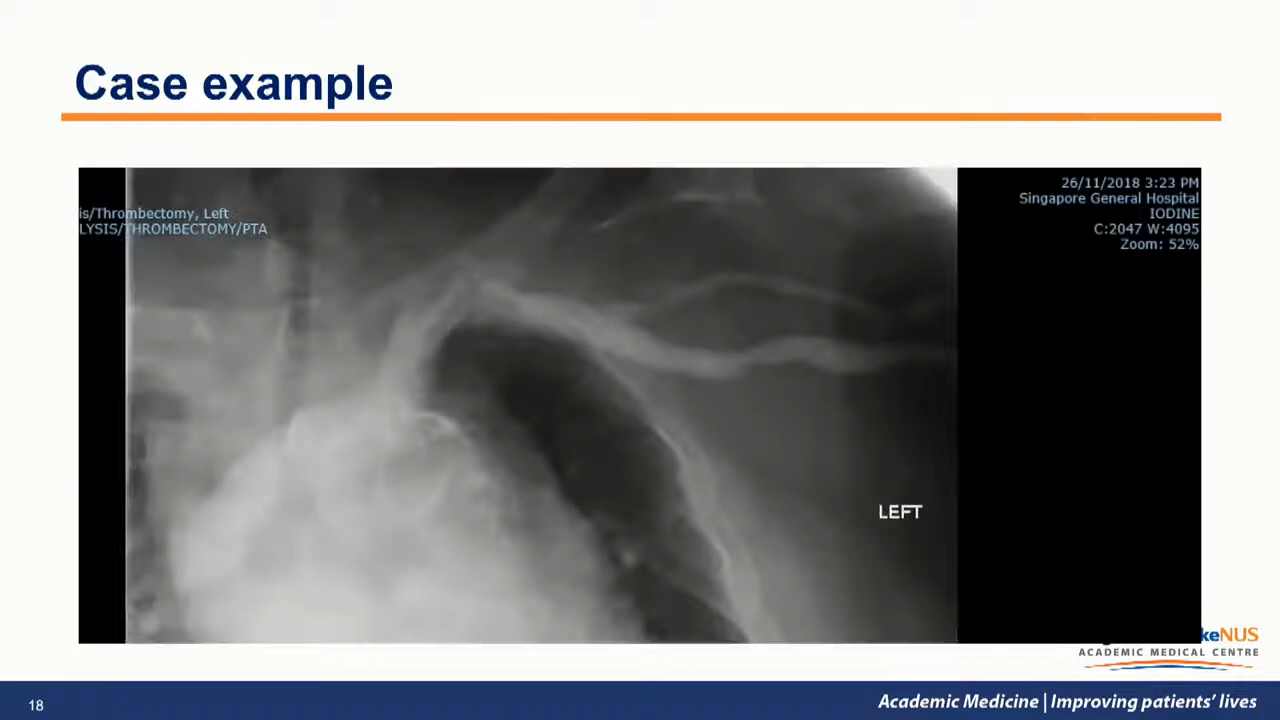 Case example
is/Thrombectomy, Left
LYSIS/THROMBECTOMY/PTA
26/11/2018 3:23 PM
Singapore General Hospital
IODINE
C:2047 W:4095
Zoom: 52%
LEFT
keNUS
ACADEMIC MEDICAL CENTRE
18
Academic Medicine | Improving patients' lives